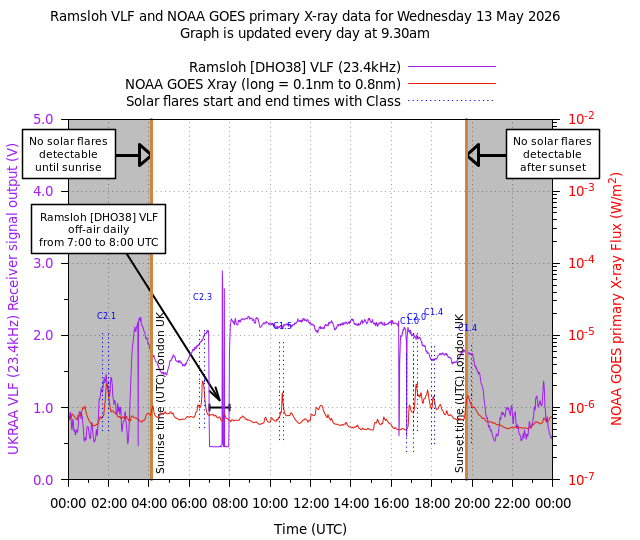 Ramsloh VLF and NOAA GOES primary X-ray data for Wednesday 13 May 2026
Graph is updated every day at 9.30am
Ramsloh [DHO38] VLF (23.4kHz)
NOAA GOES Xray (long = 0.1nm to 0.8nm)
Solar flares start and end times with Class
UKRAA VLF (23.4kHz) Receiver signal output (V)
5.0
4.0
3.0
2.0
1.0
0.0
No solar flares
detectable
until sunrise
No solar flares
detectable
after sunset
Ramsloh [DHO38] VLF
off-air daily
from 7:00 to 8:00 UTC
C2.1
C2.3
C1.5
C1.0
C2.0
C1.4
C1.4
Sunrise time (UTC) London UK
Sunset time (UTC) London UK
10-2
10-3
10-4
10-5
10-6
10-7
NOAA GOES primary X-ray Flux (W/m2)
00:00 02:00 04:00 06:00 08:00 10:00 12:00 14:00 16:00 18:00 20:00 22:00 00:00
Time (UTC)